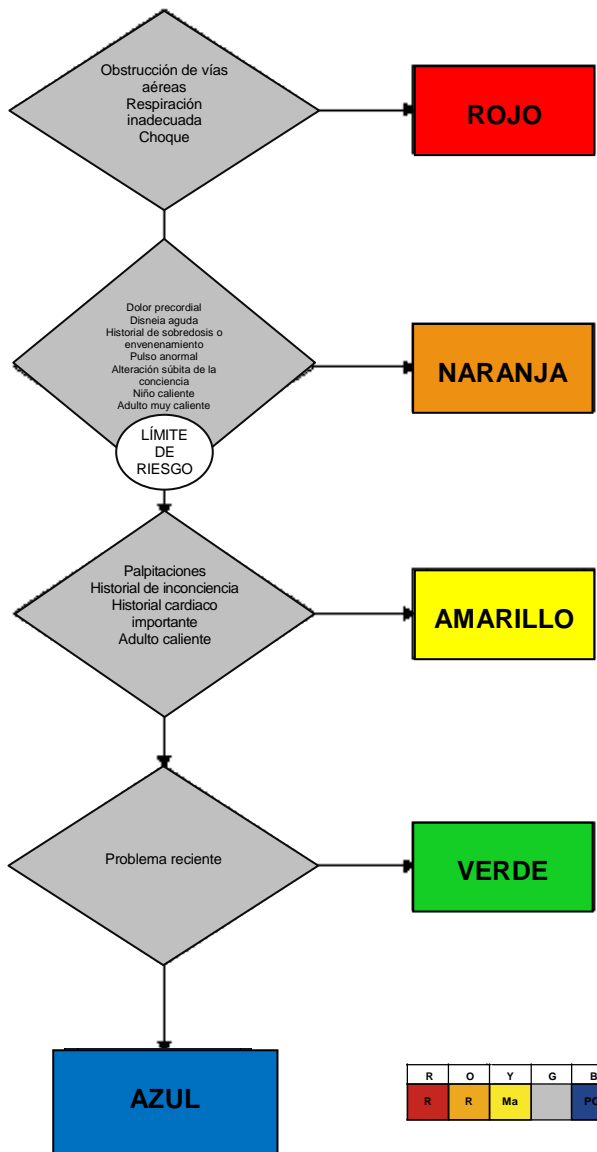 Obstrucción de vías
aéreas
Respiración
inadecuada
Choque
ROJO
Dolor precordial
Disneia aguda
Historial de sobredosis o
envenenamiento
Pulso anormal
Alteración súbita de la
conciencia
Niño caliente
Adulto muy caliente
NARANJA
LÍMITE
DE
RIESGO
Palpitaciones
Historial de inconciencia
Historial cardiaco
importante
Adulto caliente
AMARILLO
Problema reciente
VERDE
AZUL
R O Y G B
R R Ma